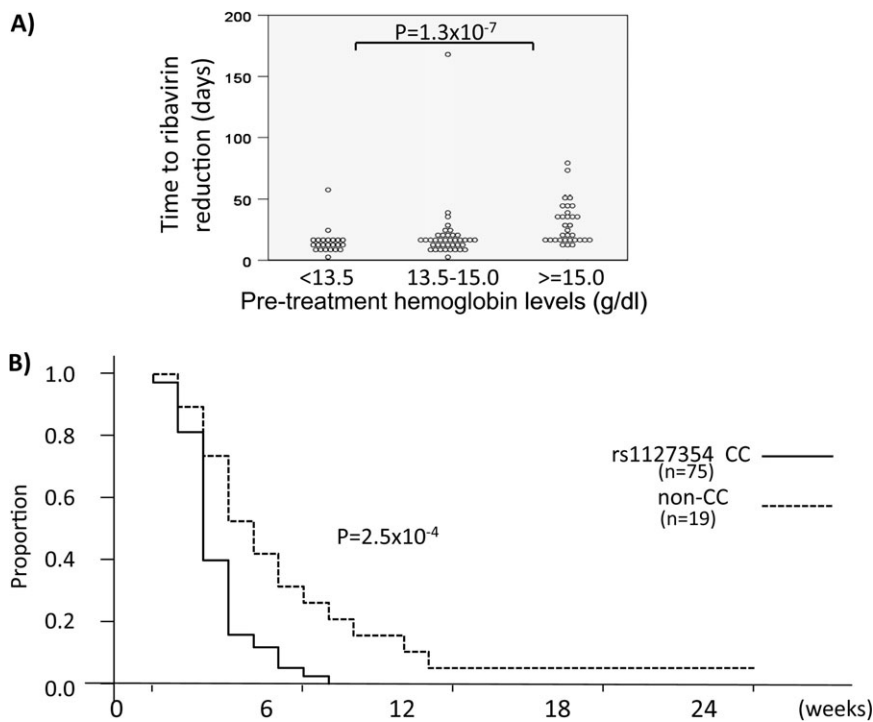 A)
P=1.3x10⁻⁷
Time to ribavirin
reduction (days)
200
150
100
50
0
<13.5 13.5-15.0 >=15.0
Pre-treatment hemoglobin levels (g/dl)
B)
Proportion
1.0
0.8
0.6
0.4
0.2
0.0
rs1127354 CC
(n=75)
non-CC
(n=19)
P=2.5x10⁻⁴
0 6 12 18 24 (weeks)